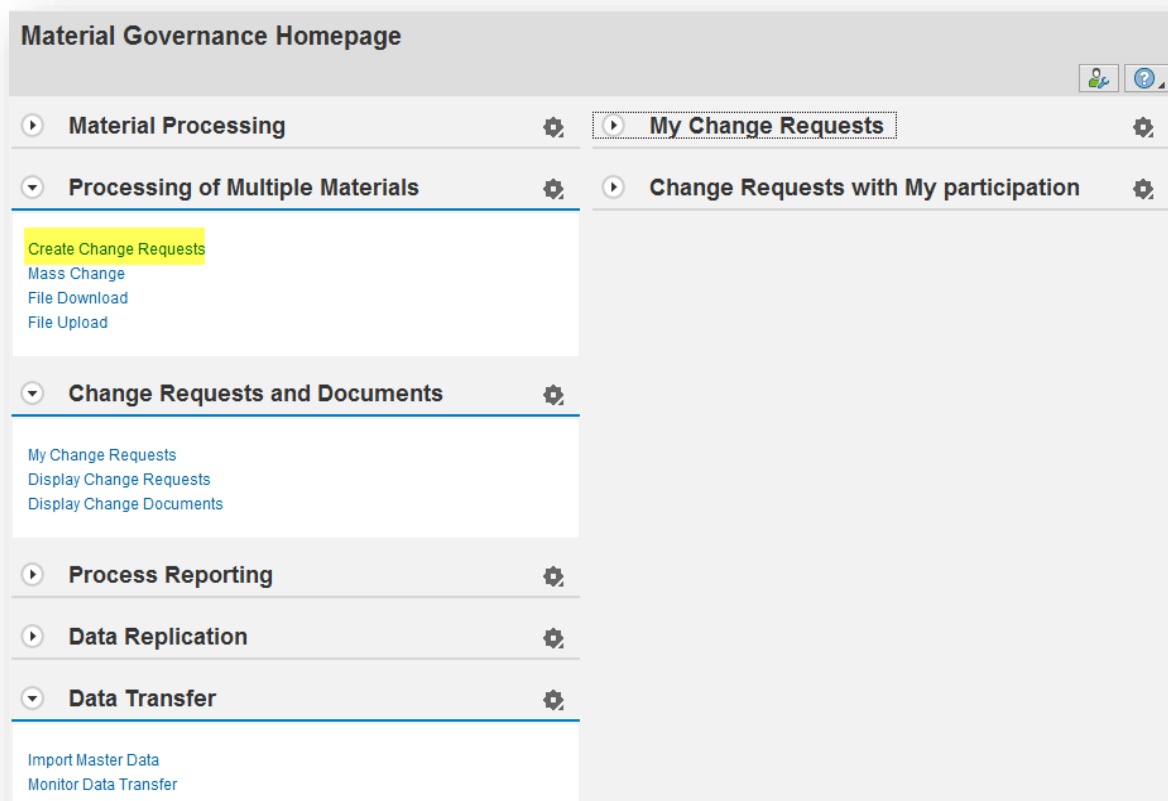 Material Governance Homepage
Material Processing
Processing of Multiple Materials
Create Change Requests
Mass Change
File Download
File Upload
Change Requests and Documents
My Change Requests
Display Change Requests
Display Change Documents
Process Reporting
Data Replication
Data Transfer
Import Master Data
Monitor Data Transfer
My Change Requests
Change Requests with My participation